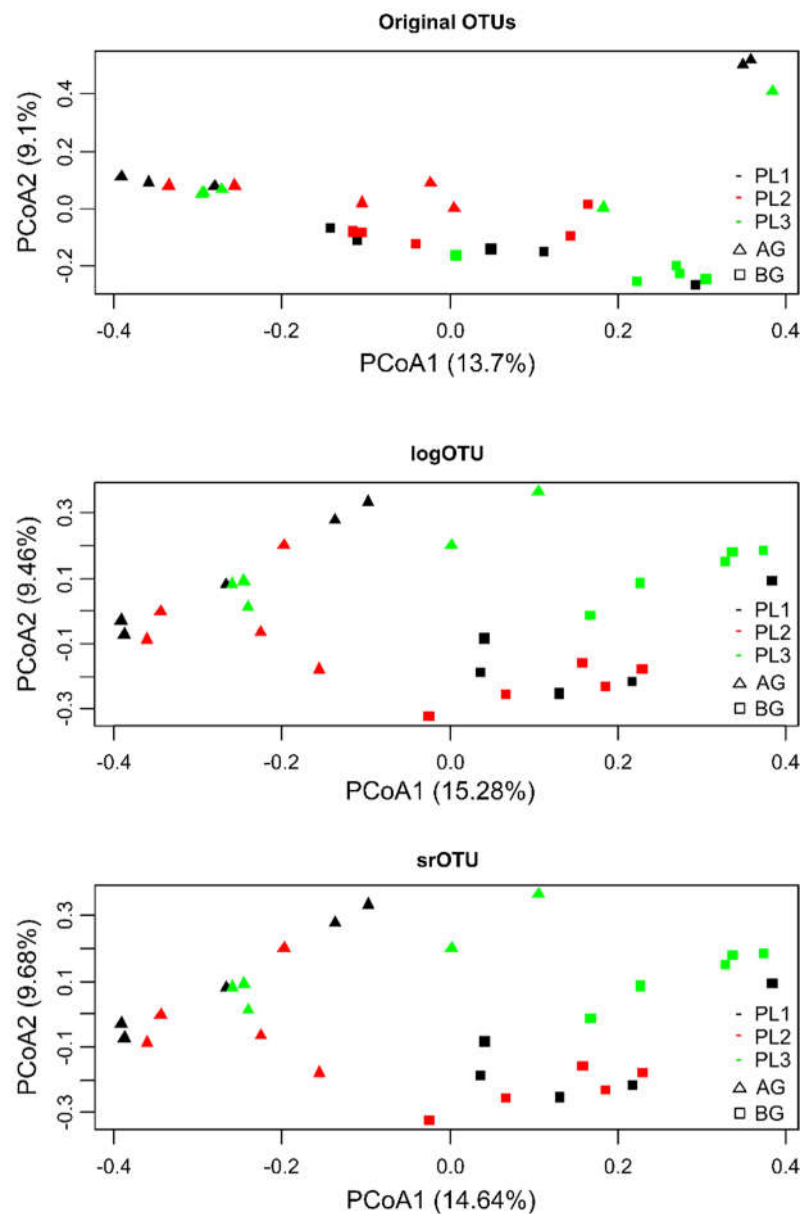 Original OTUs
PCoA2 (9.1%)
0.4
0.2
0.0
-0.2
PL1
PL2
PL3
AG
BG
-0.4 -0.2 0.0 0.2 0.4
PCoA1 (13.7%)
logOTU
PCoA2 (9.46%)
0.3
0.1
-0.1
-0.3
PL1
PL2
PL3
AG
BG
-0.4 -0.2 0.0 0.2 0.4
PCoA1 (15.28%)
srOTU
PCoA2 (9.68%)
0.3
0.1
-0.1
-0.3
PL1
PL2
PL3
AG
BG
-0.4 -0.2 0.0 0.2 0.4
PCoA1 (14.64%)